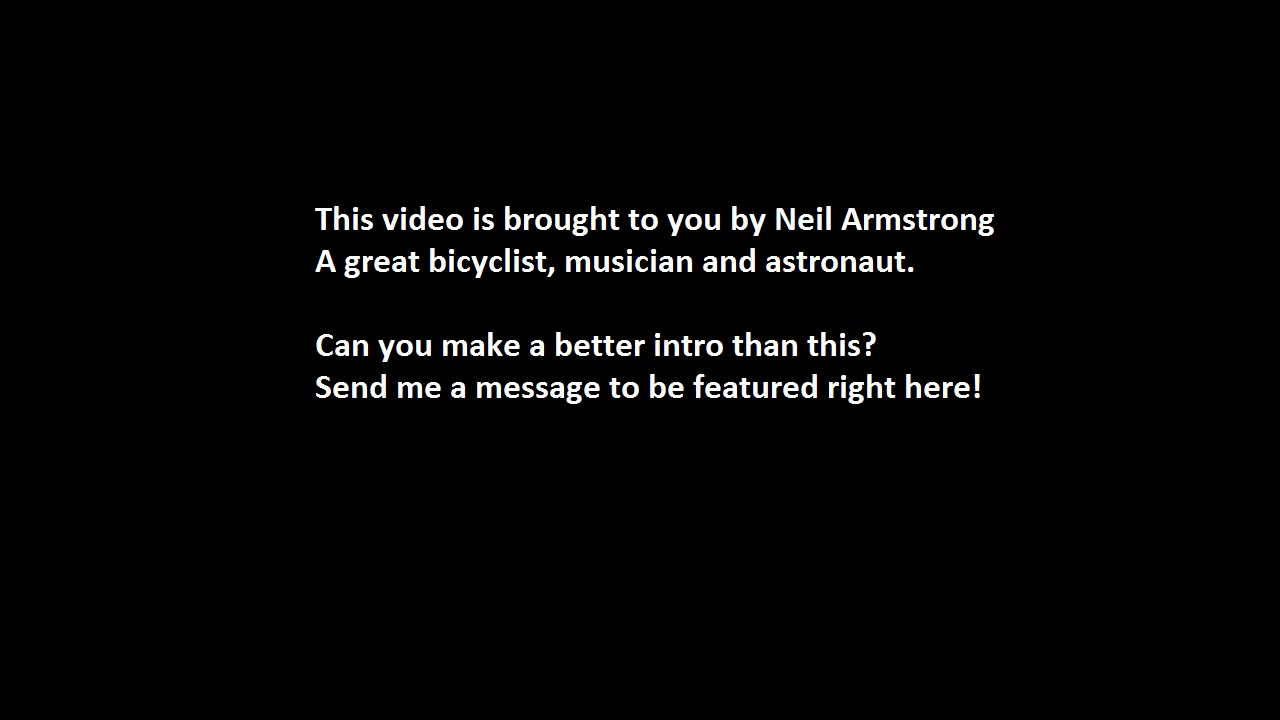 This video is brought to you by Neil Armstrong
A great bicyclist, musician and astronaut.
Can you make a better intro than this?
Send me a message to be featured right here!